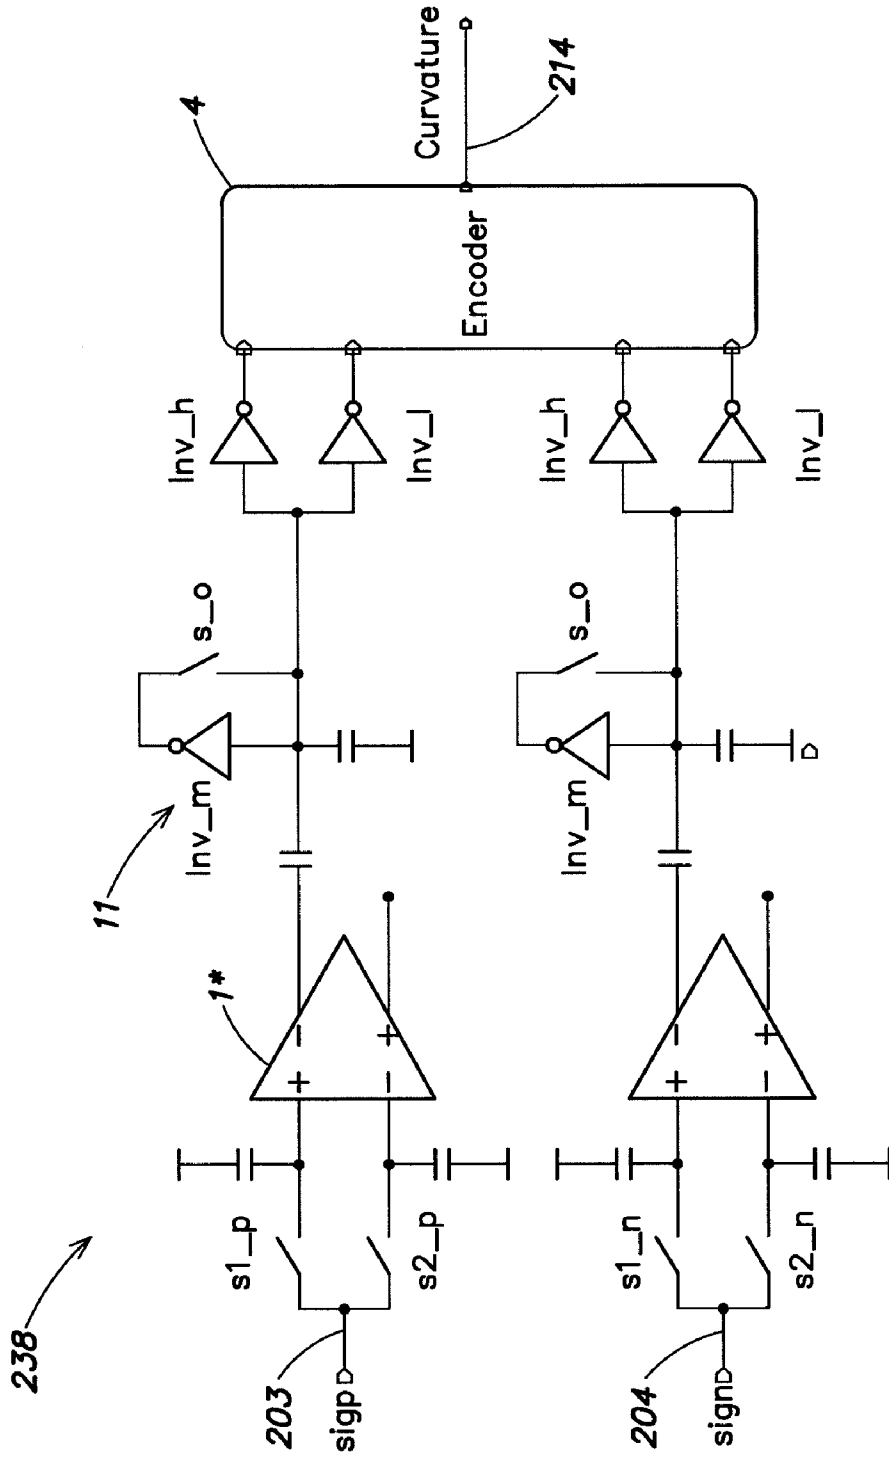 238
203
sigp
s1_p
s2_p
1*
+
-
-
+
11
Inv_m
s_o
Inv_h
Inv_l
4
Encoder
Curvature
214
204
sign
s1_n
s2_n
+
-
-
+
Inv_m
s_o
Inv_h
Inv_l